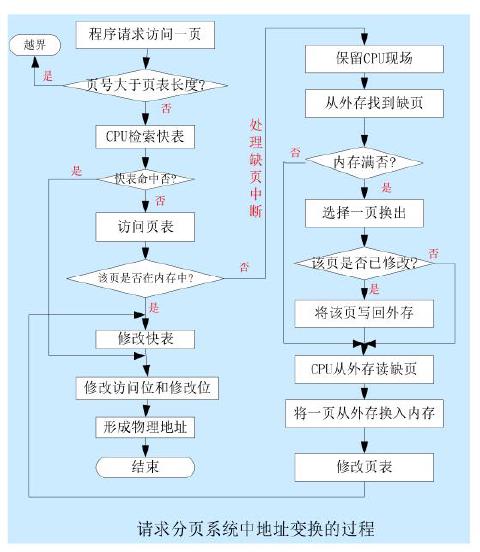 程序请求访问一页
越界
是
页号大于页表长度?
否
CPU检索快表
是
快表命中否?
否
访问页表
该页是否在内存中?
否
是
修改快表
修改访问位和修改位
形成物理地址
结束
处理缺页中断
保留CPU现场
从外存找到缺页
否
内存满否?
是
选择一页换出
否
该页是否已修改?
是
将该页写回外存
CPU从外存读缺页
将一页从外存换入内存
修改页表
请求分页系统中地址变换的过程